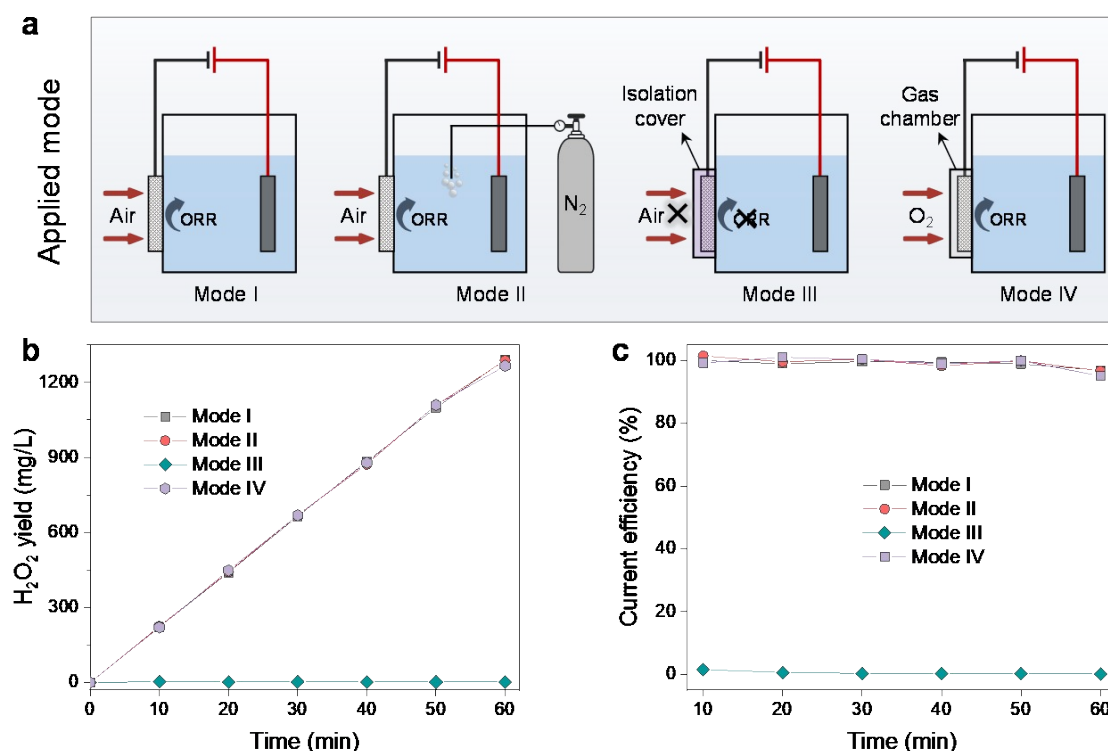 a
Applied mode
Air
ORR
Mode I
Air
ORR
N₂
Mode II
Isolation
cover
Air
ORR
Mode III
Gas
chamber
O₂
ORR
Mode IV
b
H₂O₂ yield (mg/L)
1200
900
600
300
0
Mode I
Mode II
Mode III
Mode IV
0 10 20 30 40 50 60
Time (min)
c
Current efficiency (%)
100
80
60
40
20
0
Mode I
Mode II
Mode III
Mode IV
10 20 30 40 50 60
Time (min)